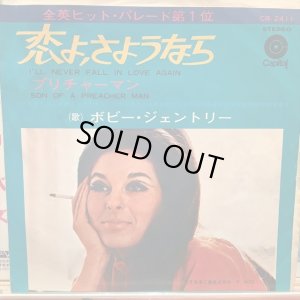 全英ヒット・パレード第1位
STEREO
恋よ、さようなら
Capitol
I'LL NEVER FALL IN LOVE AGAIN
プリチャーマン
SON OF A PREACHER MAN
SOLD OUT
(歌) ボビー・ジェントリー